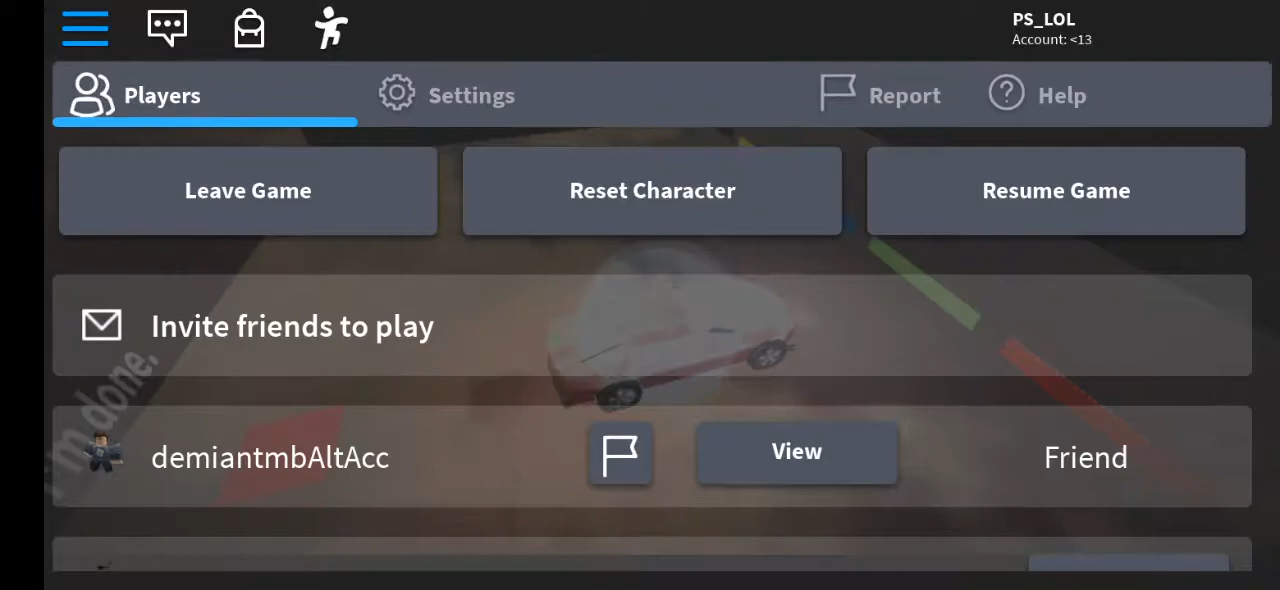 PS_LOL
Account: <13
Players
Settings
Report
Help
Leave Game
Reset Character
Resume Game
Invite friends to play
I'm done.
demiantmbAltAcc
View
Friend